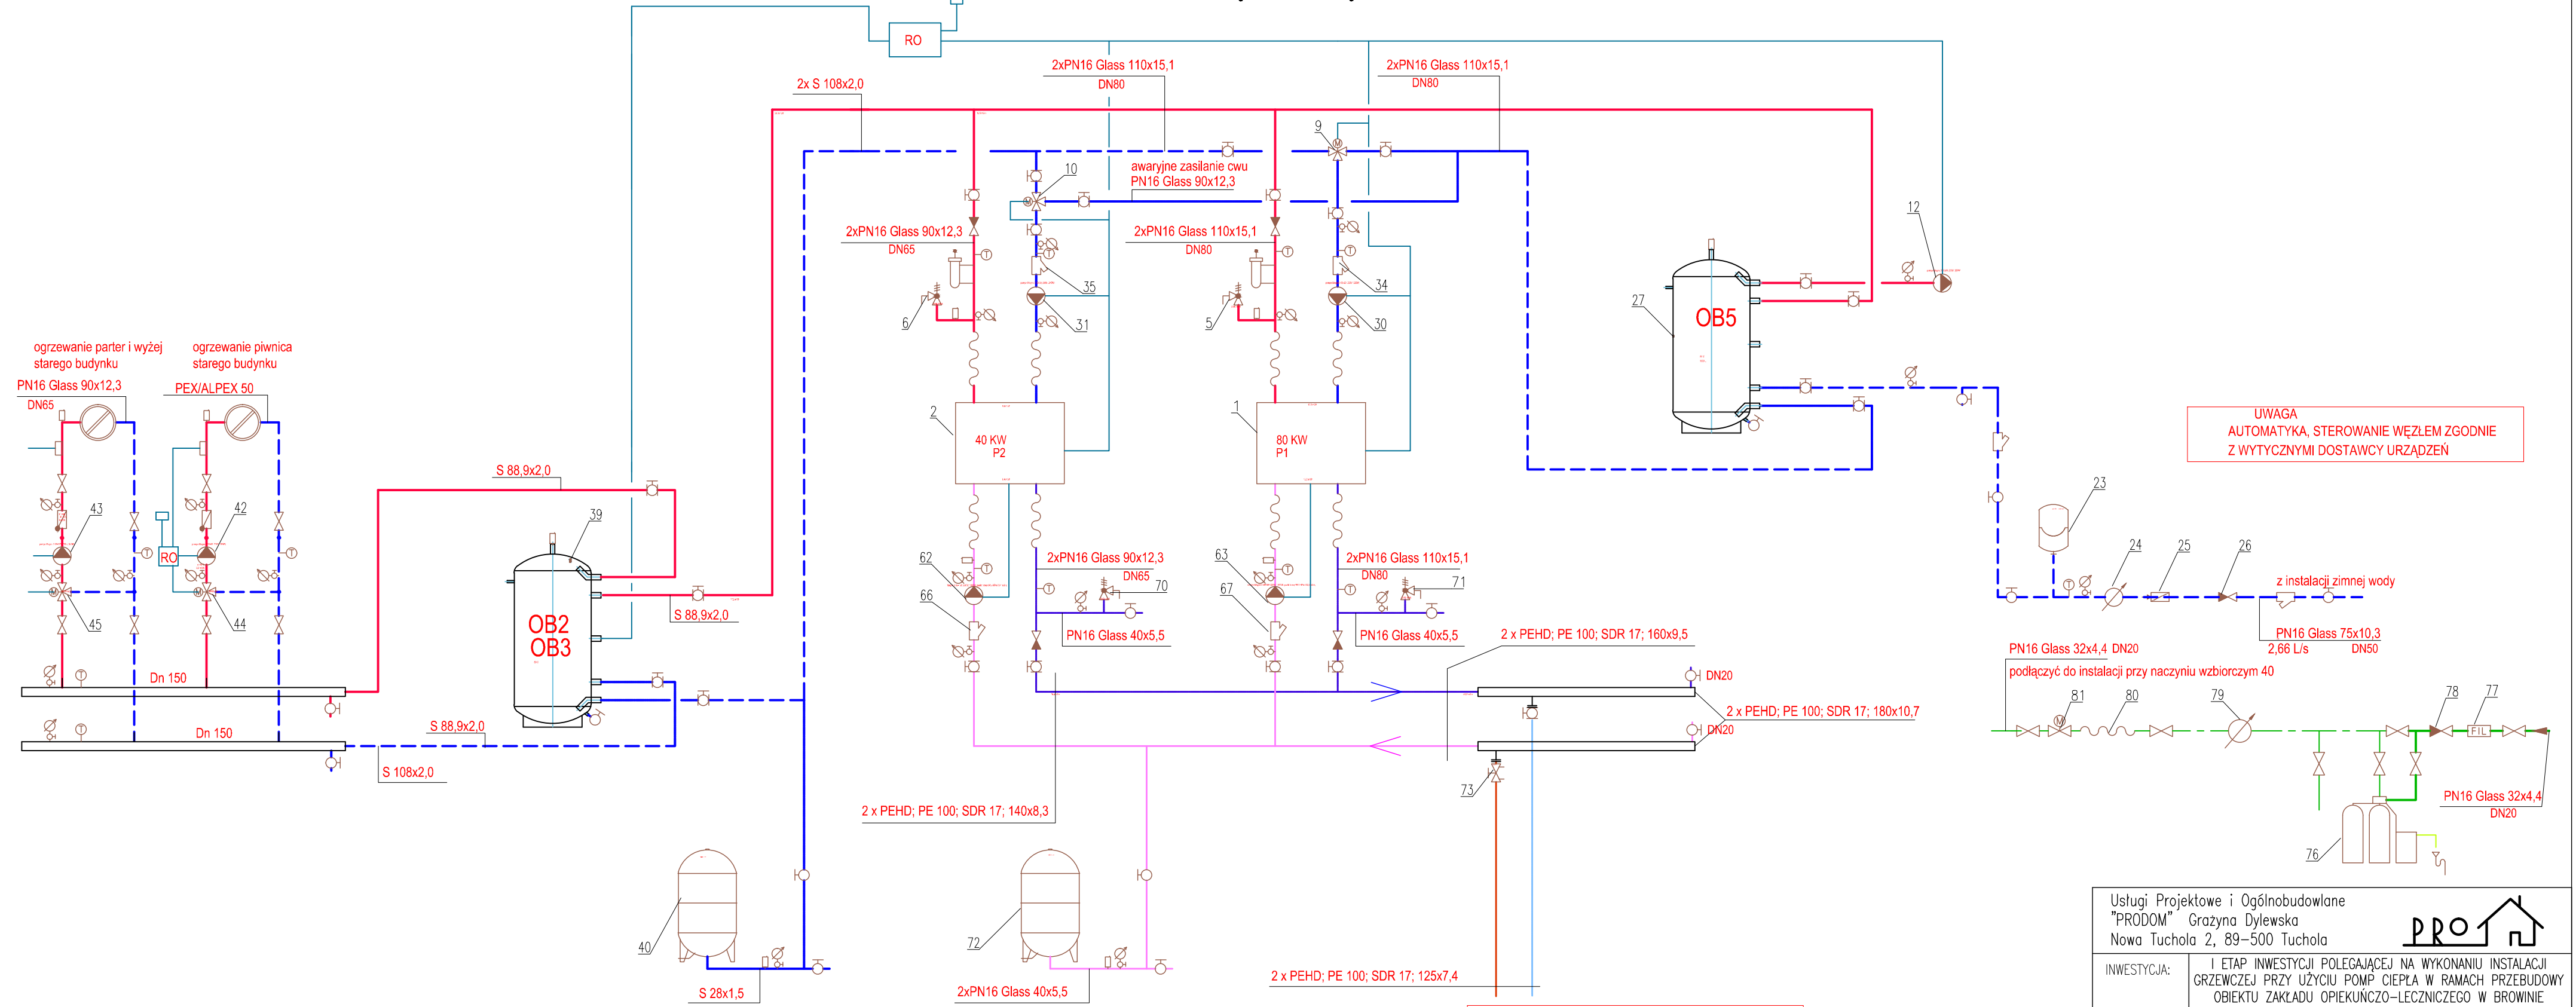 RO
2xPN16 Glass 110x15,1
DN80
2xPN16 Glass 110x15,1
DN80
2x S 108x2,0
9
M
awaryjne zasilanie cwu
PN16 Glass 90x12,3
10
M
12
2xPN16 Glass 90x12,3
DN65
2xPN16 Glass 110x15,1
DN80
T
T
T
T
35
34
6
31
5
30
27
OB5
ogrzewanie parter i wyżej
starego budynku
ogrzewanie piwnica
starego budynku
PN16 Glass 90x12,3
DN65
PEX/ALPEX 50
2
40 KW
P2
1
80 KW
P1
UWAGA
AUTOMATYKA, STEROWANIE WĘZŁEM ZGODNIE
Z WYTYCZNYMI DOSTAWCY URZĄDZEŃ
S 88,9x2,0
43
42
39
23
RO
T
T
62
2xPN16 Glass 90x12,3
DN65
63
2xPN16 Glass 110x15,1
DN80
24
25
26
z instalacji zimnej wody
T
T
T
T
T
M
M
70
71
66
67
45
44
S 88,9x2,0
OB2
OB3
PN16 Glass 40x5,5
PN16 Glass 40x5,5
2 x PEHD; PE 100; SDR 17; 160x9,5
PN16 Glass 75x10,3
2,66 L/s
DN50
PN16 Glass 32x4,4 DN20
podłączyć do instalacji przy naczyniu wzbiorczym 40
T
Dn 150
DN20
2 x PEHD; PE 100; SDR 17; 180x10,7
81
80
79
78
77
M
FIL
T
Dn 150
S 88,9x2,0
DN20
S 108x2,0
73
2 x PEHD; PE 100; SDR 17; 140x8,3
PN16 Glass 32x4,4
DN20
76
40
72
S 28x1,5
2xPN16 Glass 40x5,5
2 x PEHD; PE 100; SDR 17; 125x7,4
Usługi Projektowe i Ogólnobudowlane
"PRODOM" Grażyna Dylewska
Nowa Tuchola 2, 89-500 Tuchola
PRO
INWESTYCJA:
I ETAP INWESTYCJI POLEGAJĄCEJ NA WYKONANIU INSTALACJI
GRZEWCZEJ PRZY UŻYCIU POMP CIEPŁA W RAMACH PRZEBUDOWY
OBIEKTU ZAKŁADU OPIEKUŃCZO-LECZNICZEGO W BROWINIE